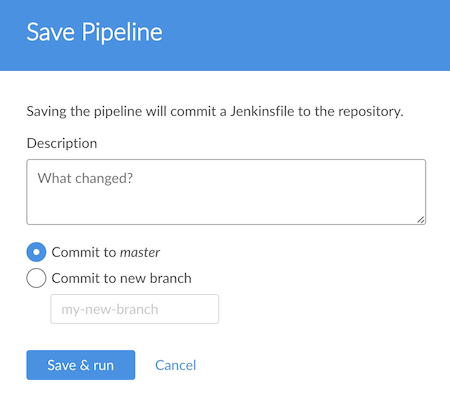 Save Pipeline
Saving the pipeline will commit a Jenkinsfile to the repository.
Description
What changed?
Commit to master
Commit to new branch
my-new-branch
Save & run Cancel